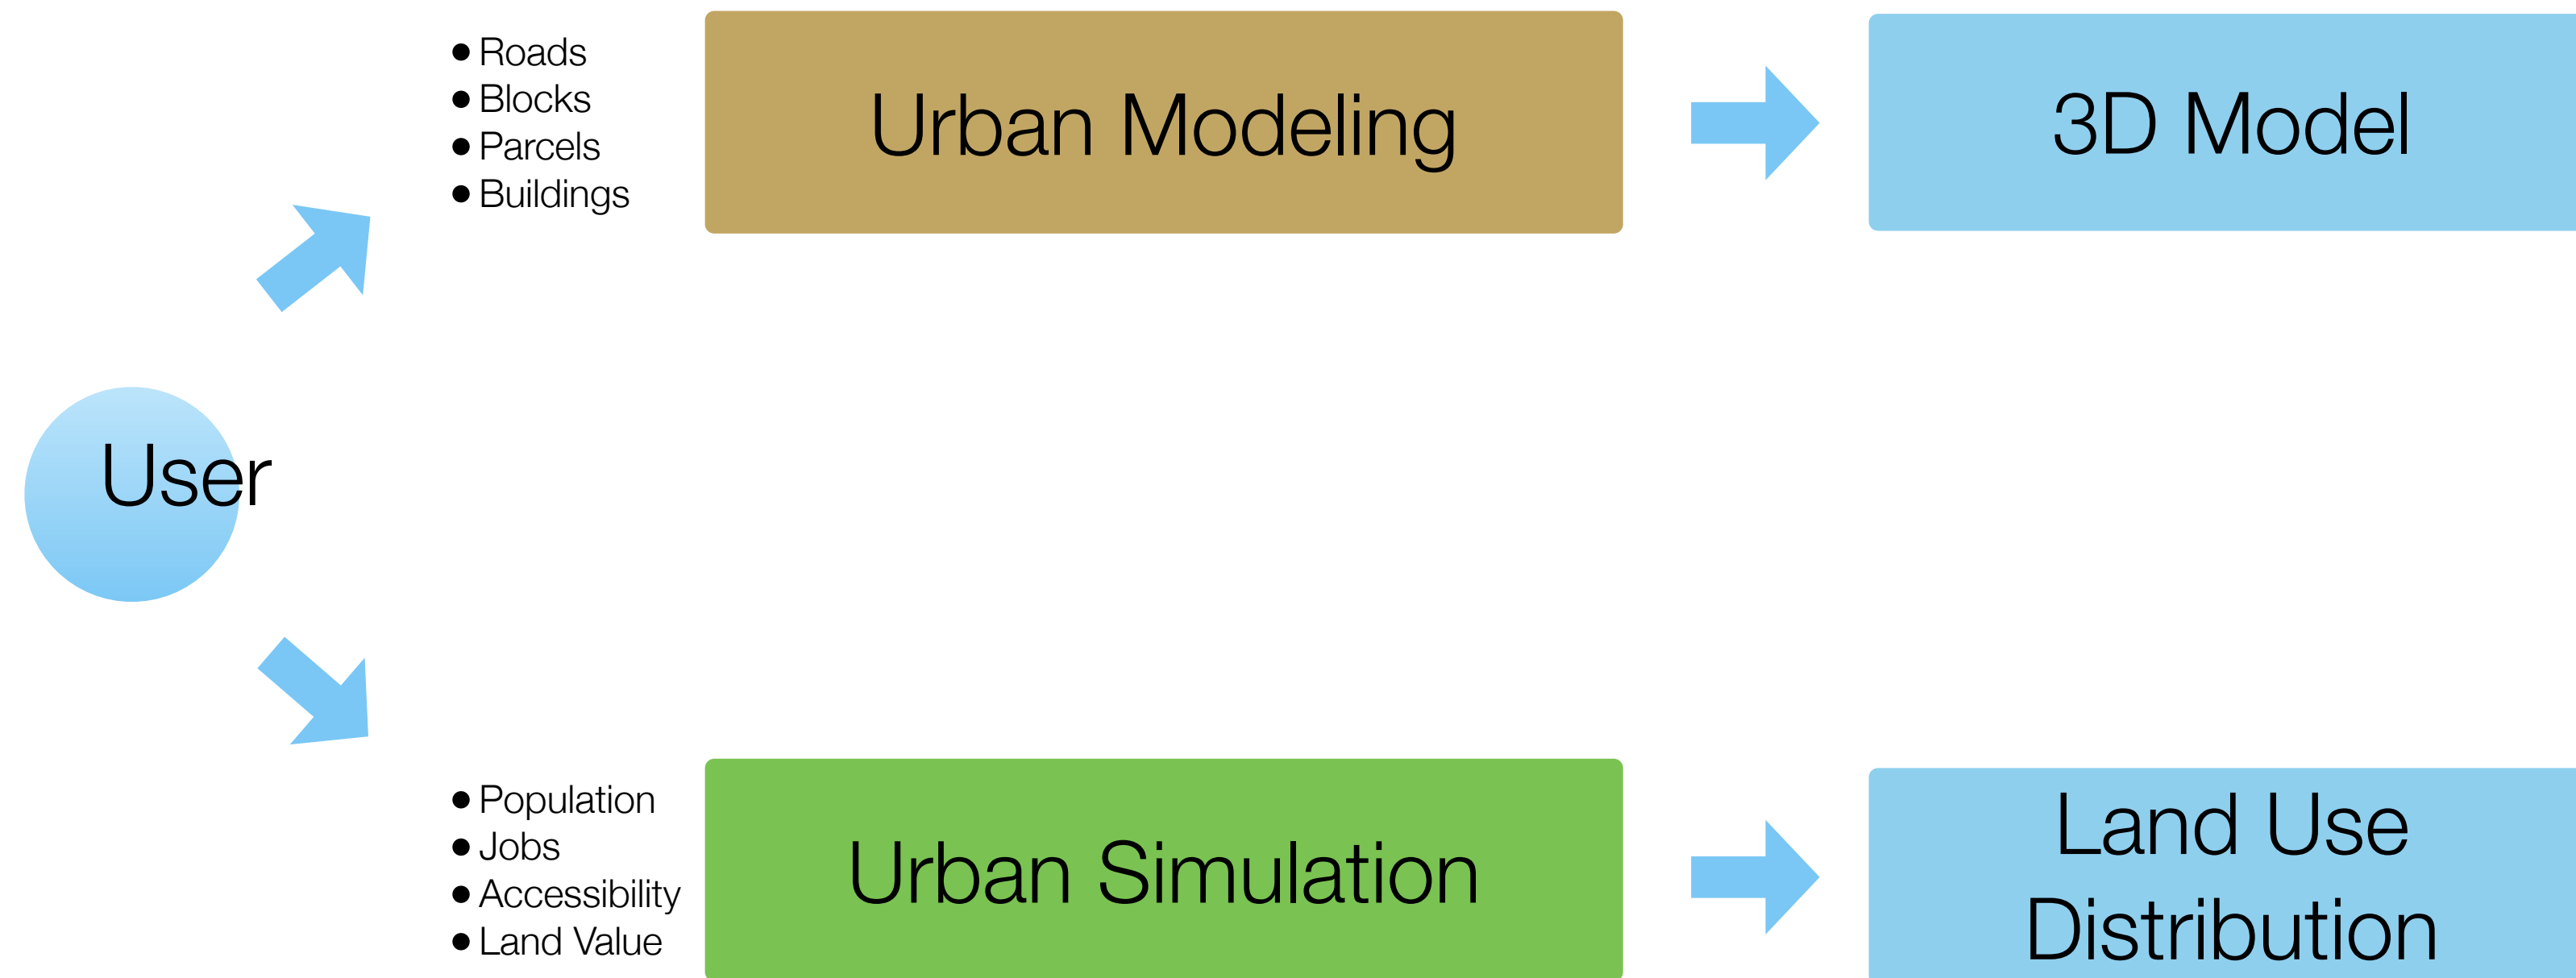 • Roads
• Blocks
• Parcels
• Buildings
Urban Modeling
3D Model
User
• Population
• Jobs
• Accessibility
• Land Value
Urban Simulation
Land Use
Distribution